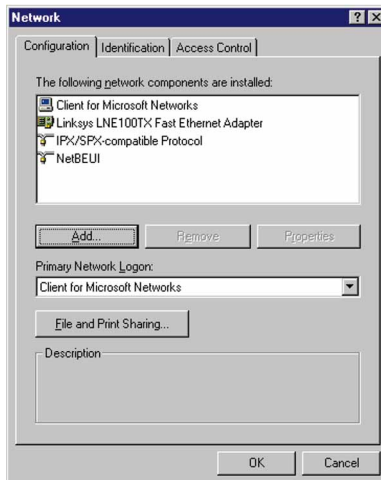 Network
Configuration Identification Access Control
The following network components are installed:
Client for Microsoft Networks
Linksys LNE100TX Fast Ethernet Adapter
IPX/SPX-compatible Protocol
NetBEUI
Add... Remove Properties
Primary Network Logon:
Client for Microsoft Networks
File and Print Sharing...
Description
OK Cancel